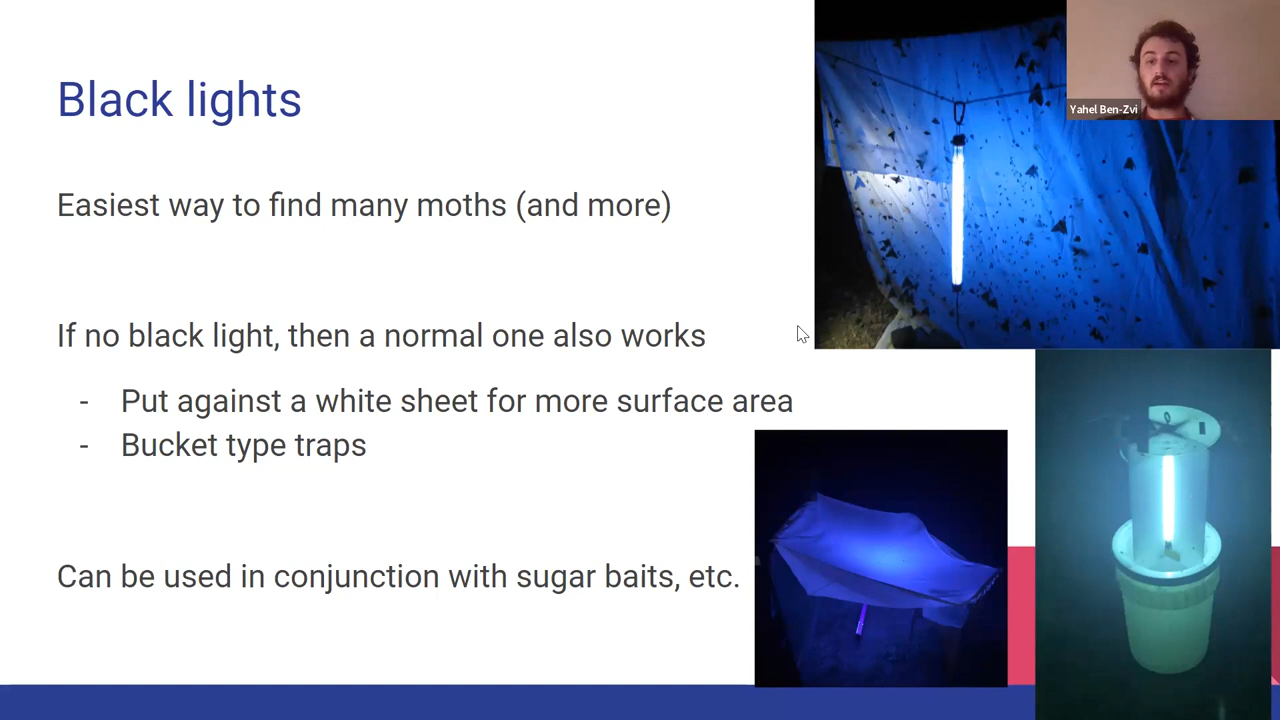 Black lights
Easiest way to find many moths (and more)
If no black light, then a normal one also works
- Put against a white sheet for more surface area
- Bucket type traps
Can be used in conjunction with sugar baits, etc.
Yahel Ben-Zvi